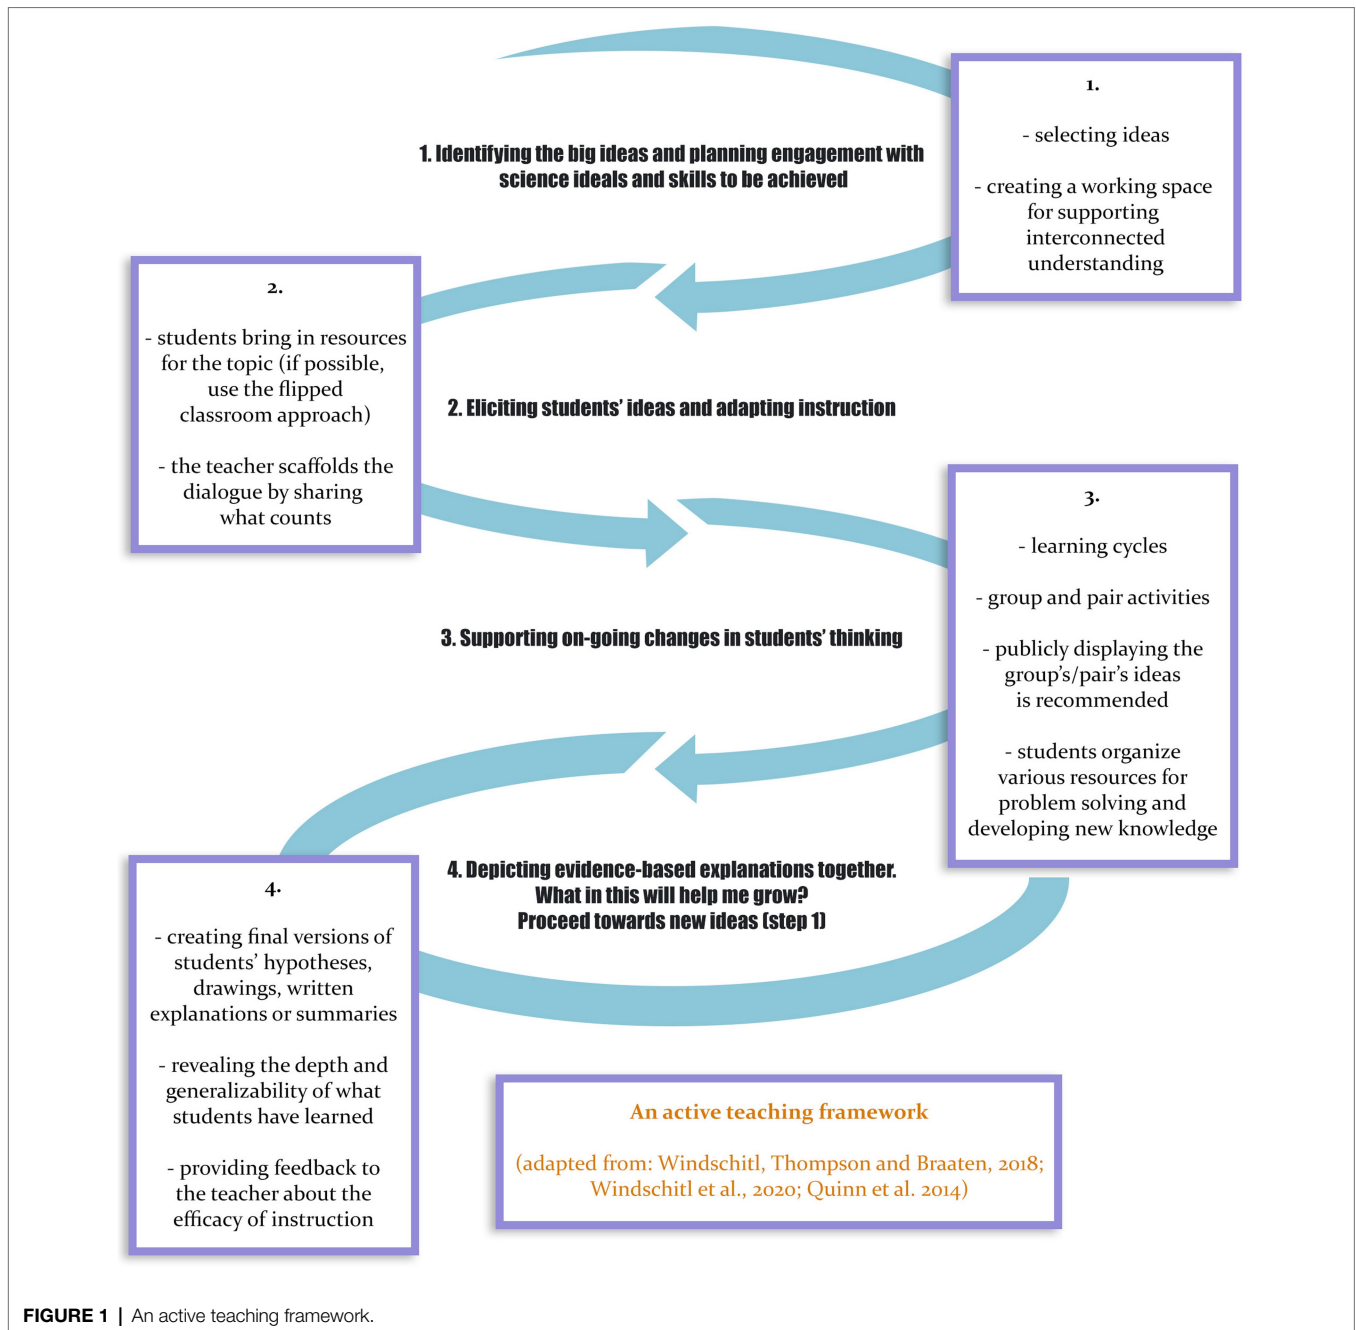 1. Identifying the big ideas and planning engagement with
science ideals and skills to be achieved
1.
- selecting ideas
- creating a working space
for supporting
interconnected
understanding
2.
- students bring in resources
for the topic (if possible,
use the flipped
classroom approach)
- the teacher scaffolds the
dialogue by sharing
what counts
2. Eliciting students’ ideas and adapting instruction
3. Supporting on-going changes in students’ thinking
3.
- learning cycles
- group and pair activities
- publicly displaying the
group’s/pair’s ideas
is recommended
- students organize
various resources for
problem solving and
developing new knowledge
4. Depicting evidence-based explanations together.
What in this will help me grow?
Proceed towards new ideas (step 1)
4.
- creating final versions of
students’ hypotheses,
drawings, written
explanations or summaries
- revealing the depth and
generalizability of what
students have learned
- providing feedback to
the teacher about the
efficacy of instruction
An active teaching framework
(adapted from: Windschitl, Thompson and Braaten, 2018;
Windschitl et al., 2020; Quinn et al. 2014)
FIGURE 1 | An active teaching framework.